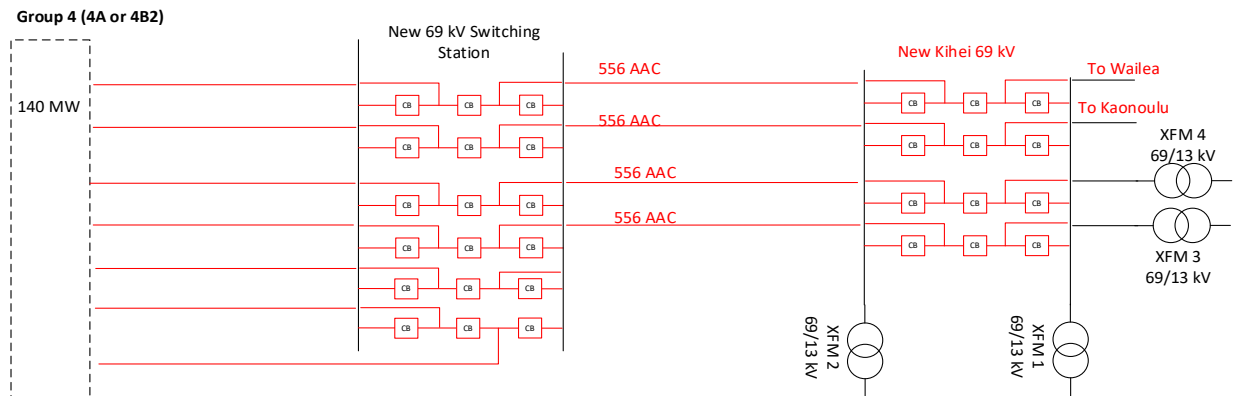 Group 4 (4A or 4B2)
New 69 kV Switching
Station
140 MW
556 AAC
556 AAC
556 AAC
556 AAC
New Kihei 69 kV
To Wailea
To Kaonoulu
XFM 4
69/13 kV
XFM 3
69/13 kV
CB CB CB
CB CB CB
CB CB CB
CB CB CB
CB CB CB
CB CB CB
CB CB CB
CB CB CB
CB CB CB
CB CB CB
XFM 2
69/13 kV
XFM 1
69/13 kV